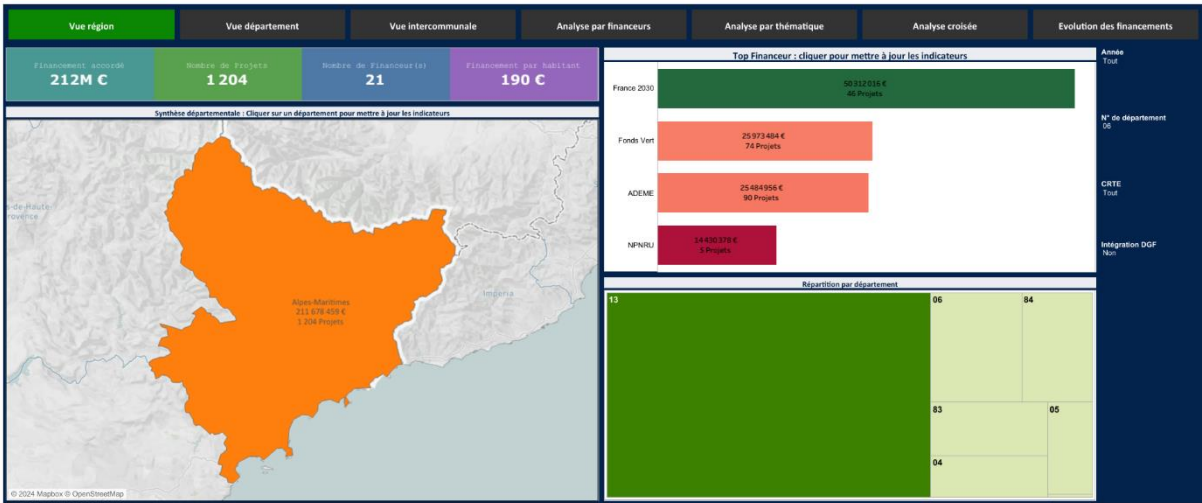 Vue région
Vue département
Vue intercommunale
Analyse par financeurs
Analyse par thématique
Analyse croisée
Evolution des financements
Financement accordé
212M €
Nombre de Projets
1 204
Nombre de Financeur(s)
21
Financement par habitant
190 €
Synthèse départementale : Cliquer sur un département pour mettre à jour les indicateurs
s-de-Haute
rovence
Imperia
Alpes-Maritimes
211 678 459 €
1 204 Projets
© 2024 Mapbox © OpenStreetMap
Top Financeur : cliquer pour mettre à jour les indicateurs
France 2030
50 312 016 €
46 Projets
Fonds Vert
25 973 484 €
74 Projets
ADEME
25 484 956 €
90 Projets
NPNRU
14 430 378 €
5 Projets
Répartition par département
13
06
84
83
05
04
Année
Tout
N° de département
06
CRTE
Tout
Intégration DGF
Non